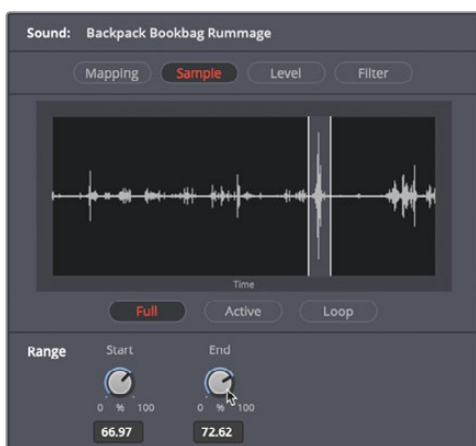 Sound: Backpack Bookbag Rummage
Mapping Sample Level Filter
Time
Full Active Loop
Range Start End
0 % 100 0 % 100
66.97 72.62